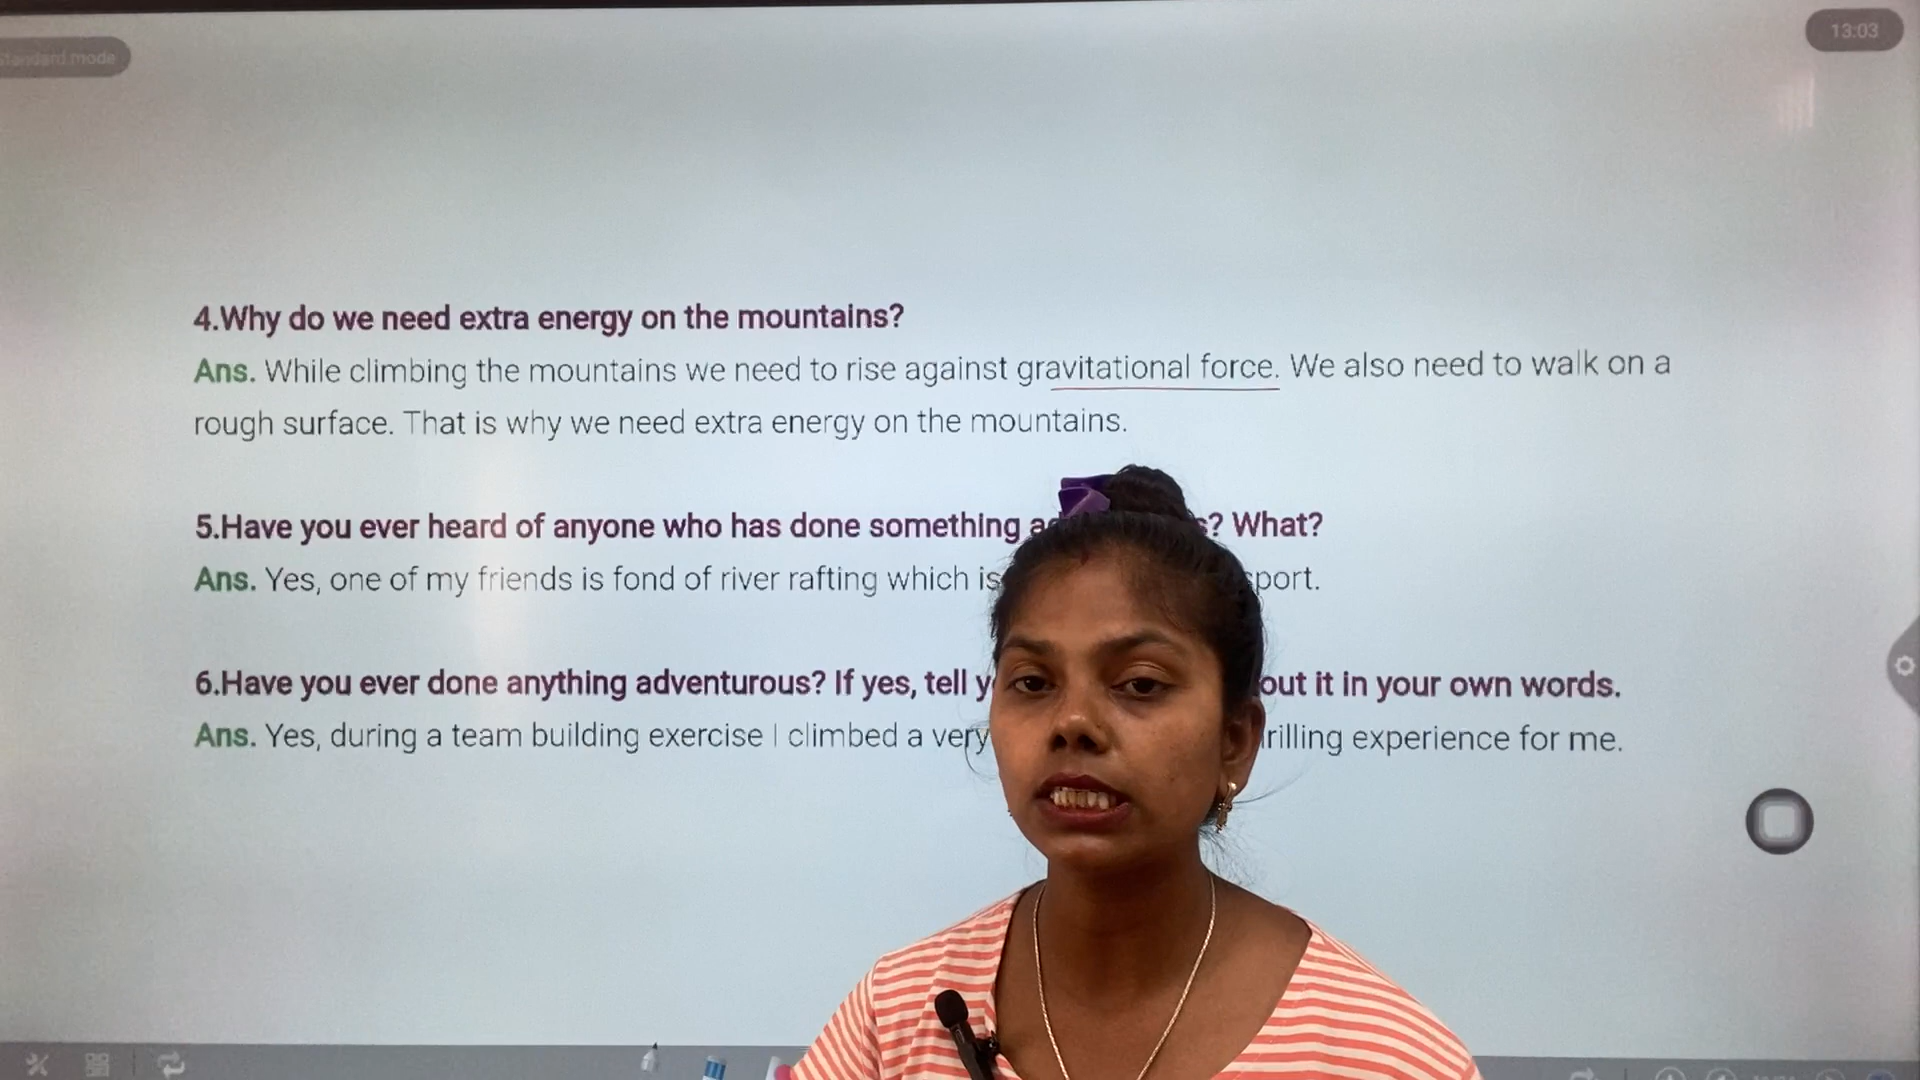 Standard mode
13:03
4.Why do we need extra energy on the mountains?
Ans. While climbing the mountains we need to rise against gravitational force. We also need to walk on a
rough surface. That is why we need extra energy on the mountains.
5.Have you ever heard of anyone who has done something ? What?
Ans. Yes, one of my friends is fond of river rafting which is sport.
6.Have you ever done anything adventurous? If yes, tell it in your own words.
Ans. Yes, during a team building exercise I climbed a very experience for me.